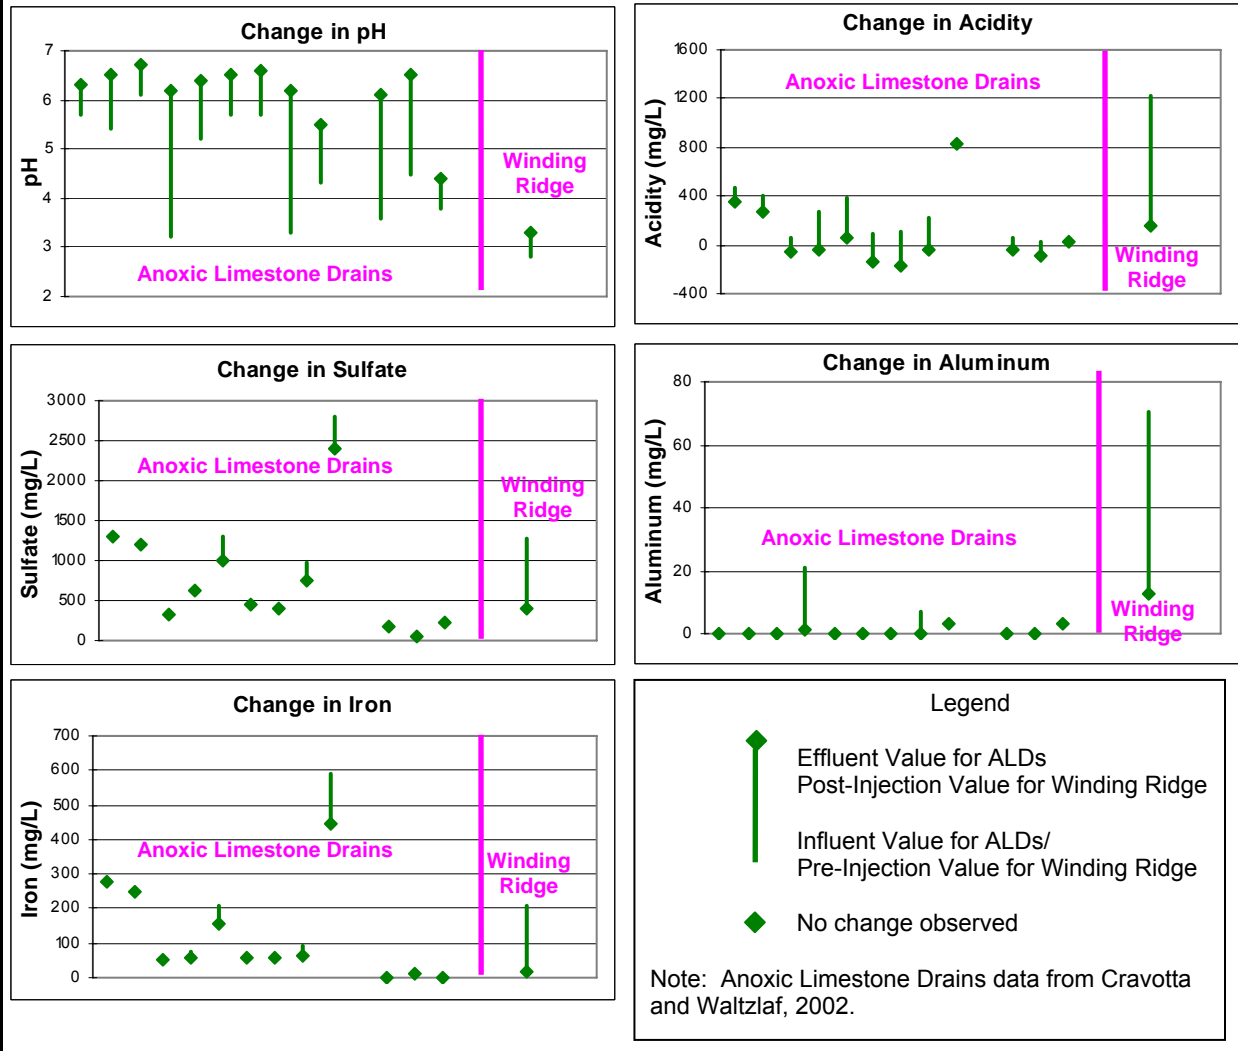 Change in pH
7
6
5
4
3
2
pH
Anoxic Limestone Drains
Winding
Ridge
Change in Acidity
1600
1200
800
400
0
-400
Acidity (mg/L)
Anoxic Limestone Drains
Winding
Ridge
Change in Sulfate
3000
2500
2000
1500
1000
500
0
Sulfate (mg/L)
Anoxic Limestone Drains
Winding
Ridge
Change in Aluminum
80
60
40
20
0
Aluminum (mg/L)
Anoxic Limestone Drains
Winding
Ridge
Change in Iron
700
600
500
400
300
200
100
0
Iron (mg/L)
Anoxic Limestone Drains
Winding
Ridge
Legend
Effluent Value for ALDs
Post-Injection Value for Winding Ridge
Influent Value for ALDs/
Pre-Injection Value for Winding Ridge
No change observed
Note: Anoxic Limestone Drains data from Cravotta
and Waltzlaf, 2002.